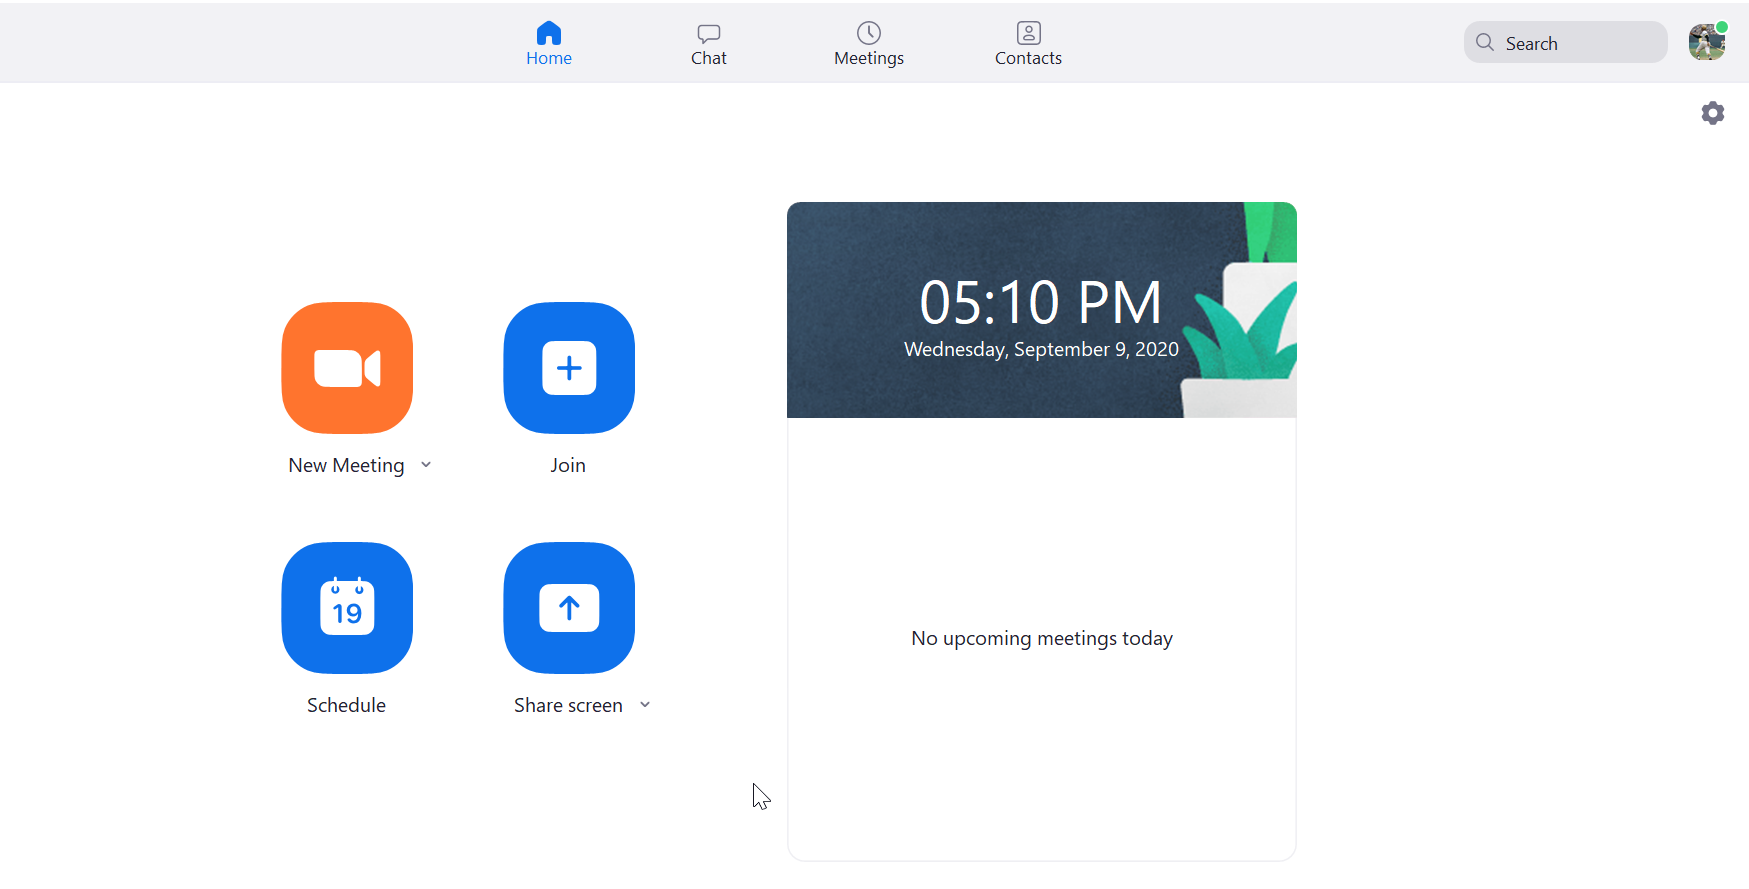 Home
Chat
Meetings
Contacts
Search
05:10 PM
Wednesday, September 9, 2020
New Meeting
Join
19
Schedule
Share screen
No upcoming meetings today